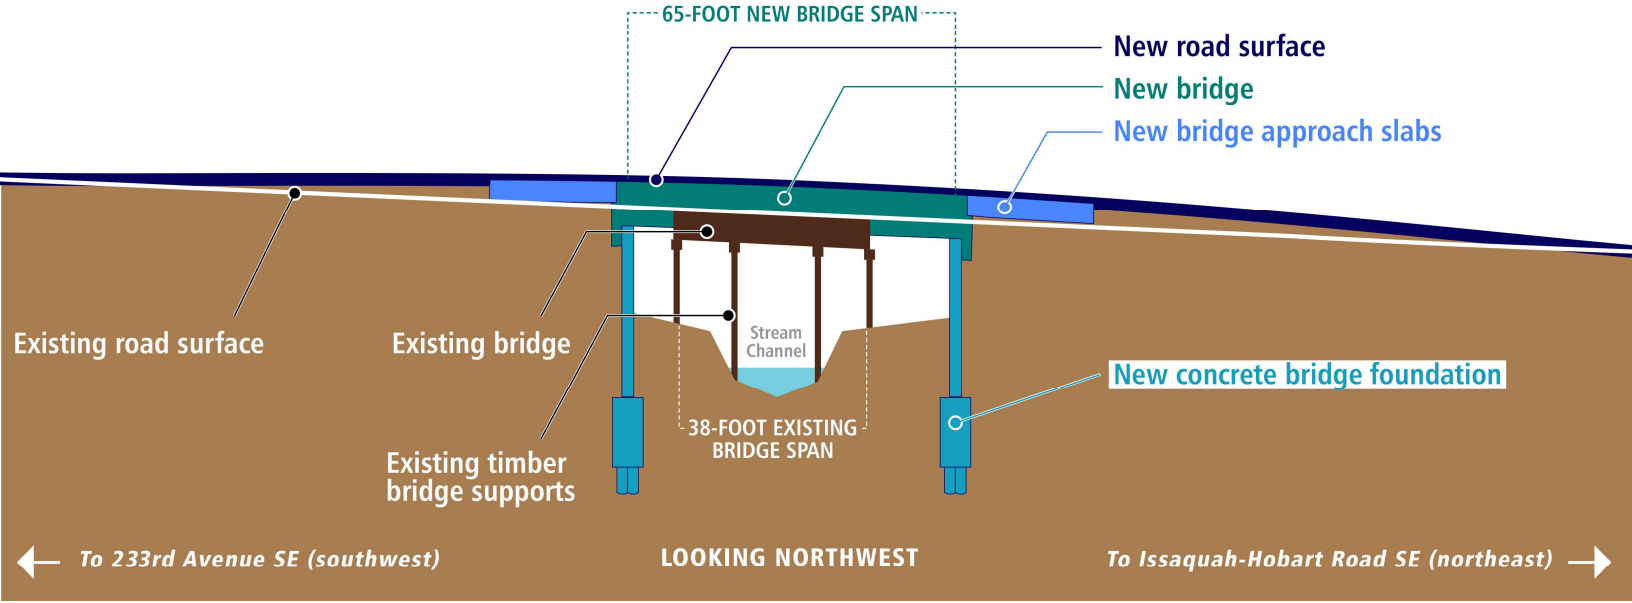 65-FOOT NEW BRIDGE SPAN
New road surface
New bridge
New bridge approach slabs
Existing road surface
Existing bridge
Stream
Channel
New concrete bridge foundation
38-FOOT EXISTING
BRIDGE SPAN
Existing timber
bridge supports
To 233rd Avenue SE (southwest)
LOOKING NORTHWEST
To Issaquah-Hobart Road SE (northeast)